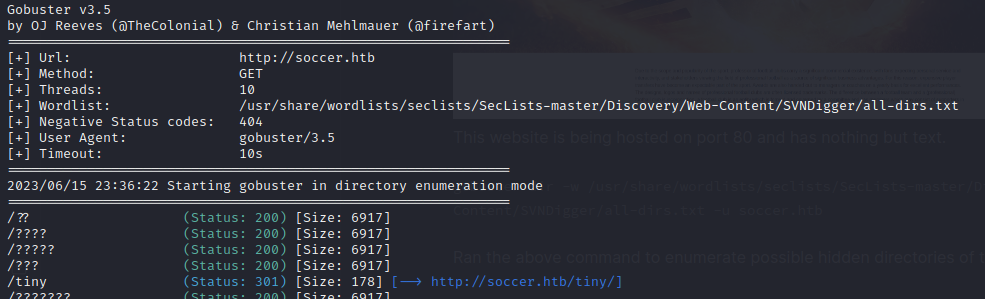 Gobuster v3.5
by OJ Reeves (@TheColonial) & Christian Mehlmauer (@firefart)
===============================================================
[+] Url:                     http://soccer.htb
[+] Method:                  GET
[+] Threads:                 10
[+] Wordlist:                /usr/share/wordlists/seclists/SecLists-master/Discovery/Web-Content/SVNDigger/all-dirs.txt
[+] Negative Status codes:   404
[+] User Agent:              gobuster/3.5
[+] Timeout:                 10s
===============================================================
2023/06/15 23:36:22 Starting gobuster in directory enumeration mode
===============================================================
/??                   (Status: 200) [Size: 6917]
/????                 (Status: 200) [Size: 6917]
/?????                (Status: 200) [Size: 6917]
/???                  (Status: 200) [Size: 6917]
/tiny                 (Status: 301) [Size: 178] [--> http://soccer.htb/tiny/]
/???????              (Status: 200) [Size: 6917]
This website is being hosted on port 80 and has nothing but text.
-w /usr/share/wordlists/seclists/SecLists-master/
Content/SVNDigger/all-dirs.txt -u soccer.htb
Ran the above command to enumerate possible hidden directories of